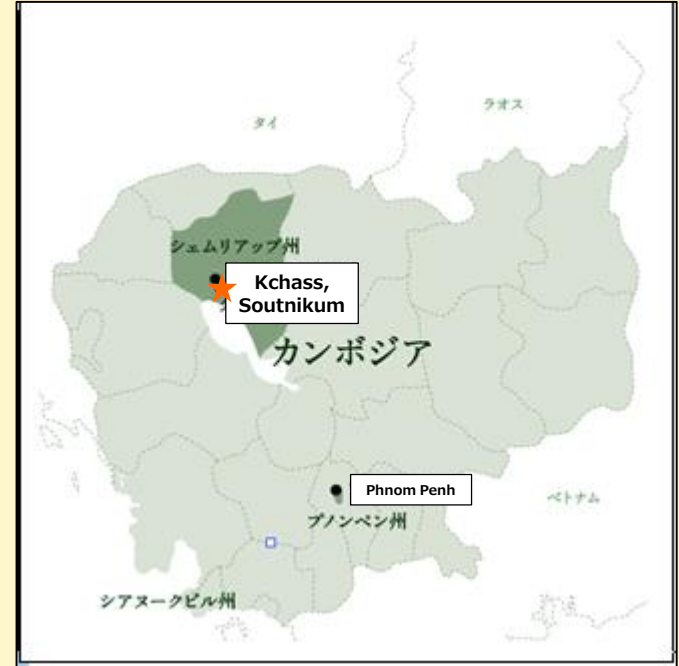 ラオス
タイ
シェムリアップ州
Kchass,
Soutnikum
カンボジア
Phnom Penh
ベトナム
プノンペン州
シアヌークビル州